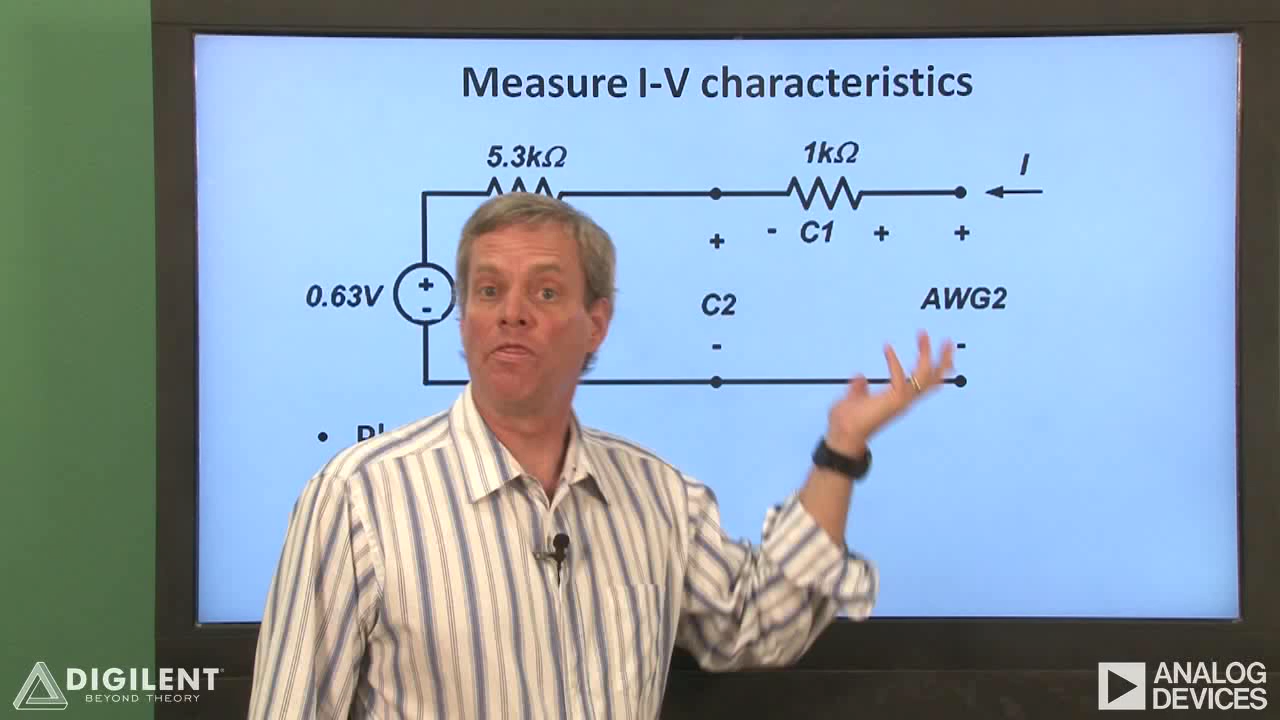 Measure I-V characteristics
5.3kΩ
1kΩ
I
+
- C1 +
+
0.63V
+
-
C2
AWG2
-
-
DIGILENT
BEYOND THEORY
ANALOG
DEVICES